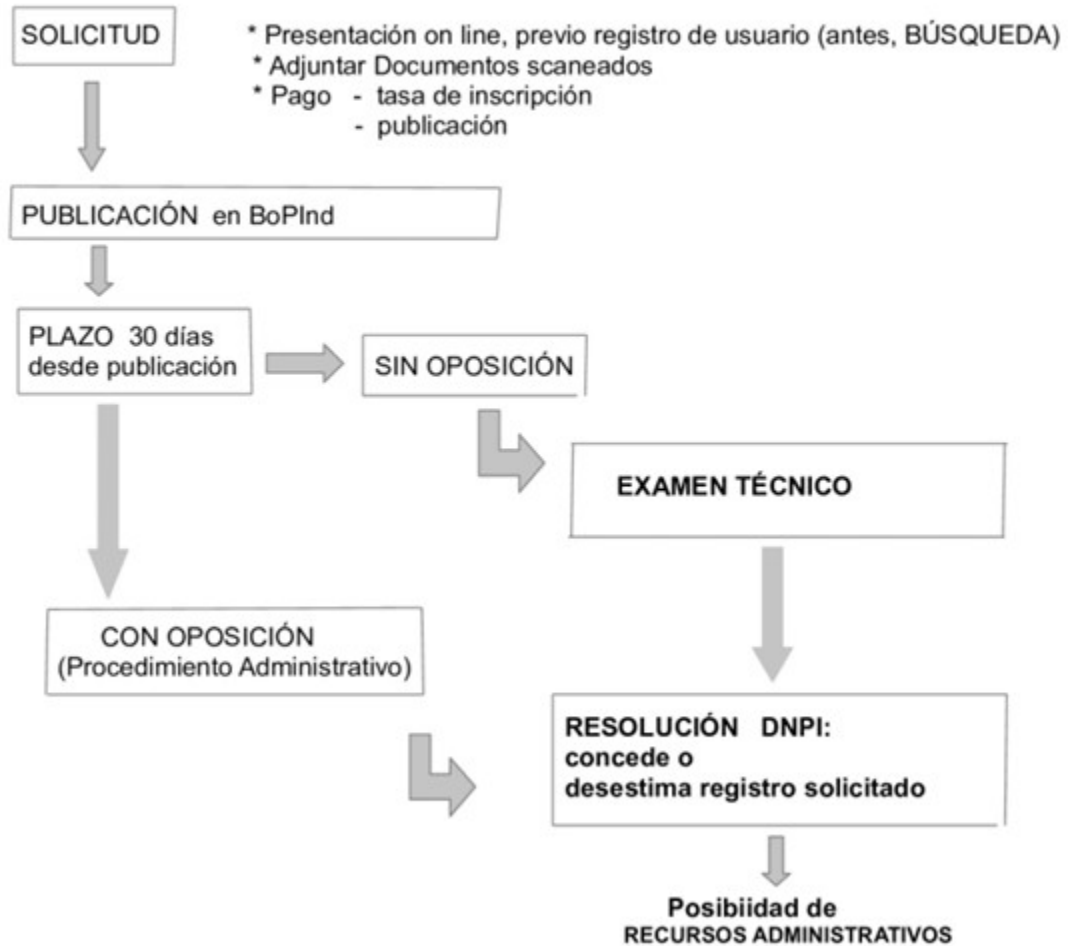 SOLICITUD
* Presentación on line, previo registro de usuario (antes, BÚSQUEDA)
* Adjuntar Documentos scaneados
* Pago - tasa de inscripción
- publicación
PUBLICACIÓN en BoPInd
PLAZO 30 días
desde publicación
SIN OPOSICIÓN
EXAMEN TÉCNICO
CON OPOSICIÓN
(Procedimiento Administrativo)
RESOLUCIÓN DNPI:
concede o
desestima registro solicitado
Posibiidad de
RECURSOS ADMINISTRATIVOS